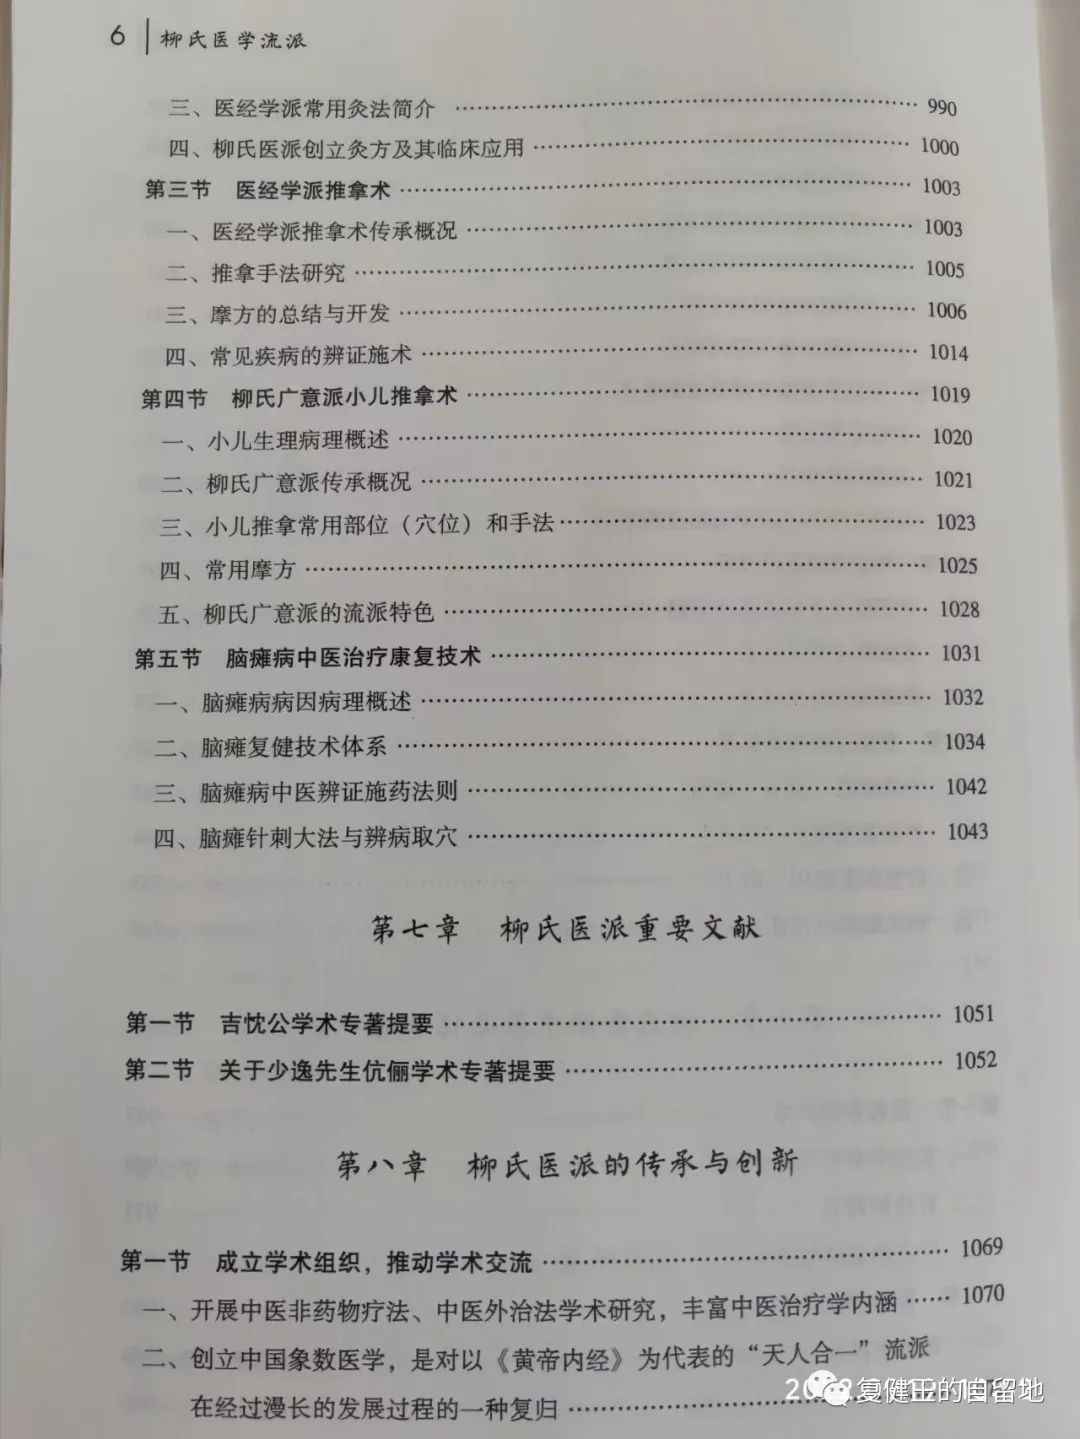 6 柳氏医学流派
三、医经学派常用灸法简介 …… 990
四、柳氏医派创立灸方及其临床应用 …… 1000
第三节 医经学派推拿术 …… 1003
一、医经学派推拿术传承概况 …… 1003
二、推拿手法研究 …… 1005
三、摩方的总结与开发 …… 1006
四、常见疾病的辨证施术 …… 1014
第四节 柳氏广意派小儿推拿术 …… 1019
一、小儿生理病理概述 …… 1020
二、柳氏广意派传承概况 …… 1021
三、小儿推拿常用部位（穴位）和手法 …… 1023
四、常用摩方 …… 1025
五、柳氏广意派的流派特色 …… 1028
第五节 脑瘫病中医治疗康复技术 …… 1031
一、脑瘫病病因病理概述 …… 1032
二、脑瘫复健技术体系 …… 1034
三、脑瘫病中医辨证施药法则 …… 1042
四、脑瘫针刺大法与辨病取穴 …… 1043
第七章 柳氏医派重要文献
第一节 吉忱公学术专著提要 …… 1051
第二节 关于少逸先生伉俪学术专著提要 …… 1052
第八章 柳氏医派的传承与创新
第一节 成立学术组织，推动学术交流 …… 1069
一、开展中医非药物疗法、中医外治法学术研究，丰富中医治疗学内涵 …… 1070
二、创立中国象数医学，是对以《黄帝内经》为代表的“天人合一”流派
在经过漫长的发展过程的一种复归 ……
复健王的自留地